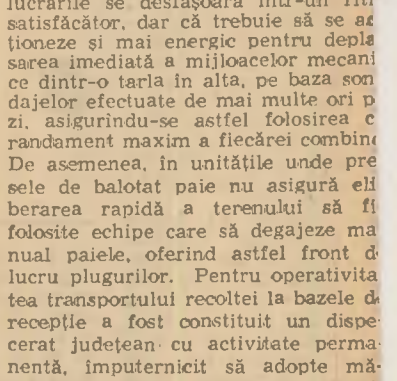 lucrările se desfășoară într-un
satisfăcător, dar că trebuie să se
ționeze și mai energic pentru depla
sarea imediată a mijloacelor mecani
ce dintr-o tarla în alta, pe baza son
dajelor efectuate de mai multe ori p
zi, asigurindu-se astfel folosirea c
randament maxim a fiecărei combin
De asemenea, în unitățile unde pre
sele de balotat paie nu asigură eli
berarea rapidă a terenului să fi
folosite echipe care să degajeze ma
nual paiele, oferind astfel front d
lucru plugurilor. Pentru operativita
tea transportului recoltei la bazele d
recepție a fost constituit un dispe-
cerat județean cu activitate perma-
nentă, împuternicit să adopte mă-